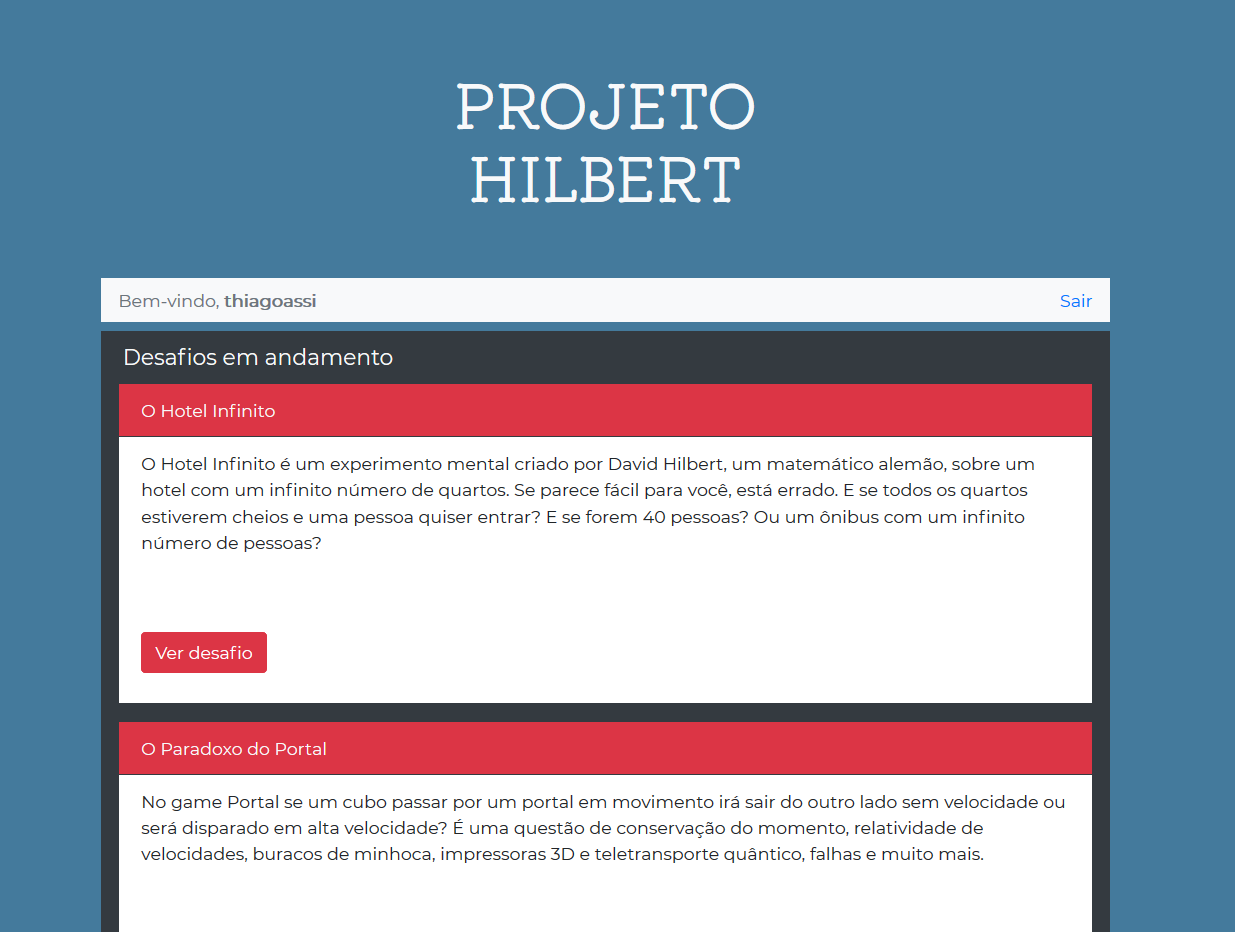 PROJETO
HILBERT
Bem-vindo, thiagoassi
Sair
Desafios em andamento
O Hotel Infinito
O Hotel Infinito é um experimento mental criado por David Hilbert, um matemático alemão, sobre um
hotel com um infinito número de quartos. Se parece fácil para você, está errado. E se todos os quartos
estiverem cheios e uma pessoa quiser entrar? E se forem 40 pessoas? Ou um ônibus com um infinito
número de pessoas?
Ver desafio
O Paradoxo do Portal
No game Portal se um cubo passar por um portal em movimento irá sair do outro lado sem velocidade ou
será disparado em alta velocidade? É uma questão de conservação do momento, relatividade de
velocidades, buracos de minhoca, impressoras 3D e teletransporte quântico, falhas e muito mais.